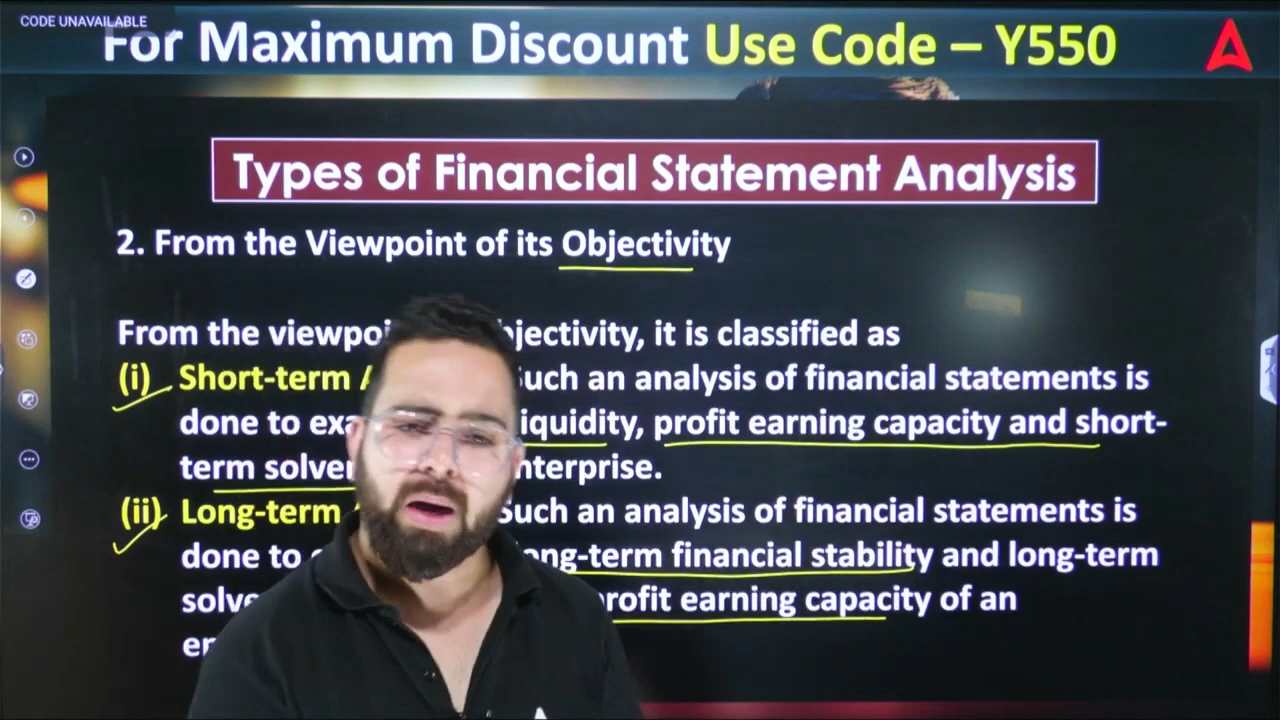 CODE UNAVAILABLE
For Maximum Discount Use Code – Y550
Types of Financial Statement Analysis
2. From the Viewpoint of its Objectivity
From the viewpoi bjectivity, it is classified as
(i) Short-term A Such an analysis of financial statements is
done to exa iquidity, profit earning capacity and short-
term solven nterprise.
(ii) Long-term Such an analysis of financial statements is
done to ong-term financial stability and long-term
solve profit earning capacity of an
en